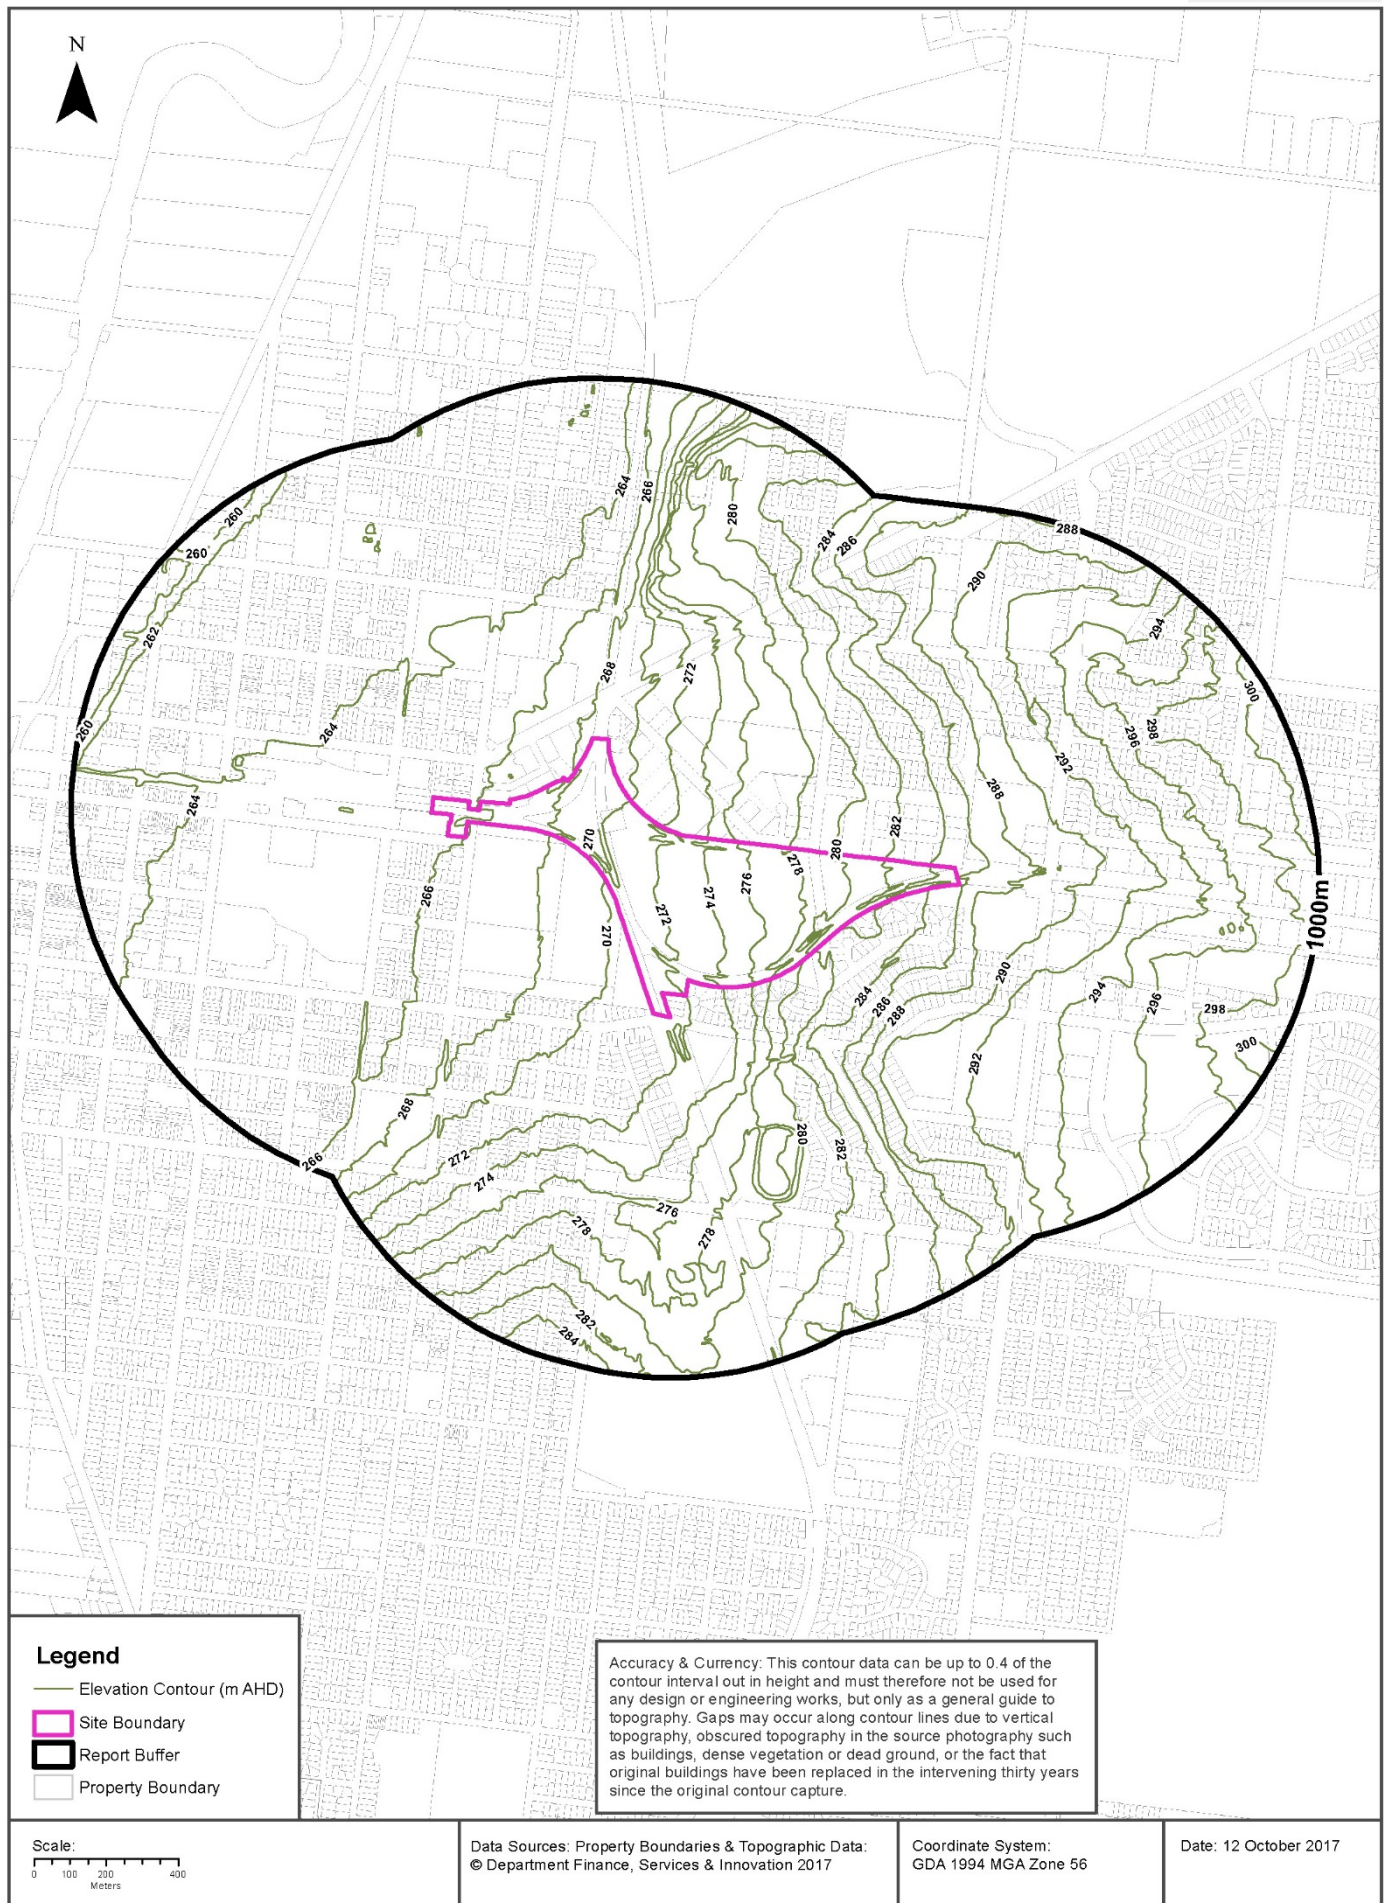 N
264
266
280
260
284
286
288
260
290
294
262
268
272
300
260
264
298
296
292
288
264
282
270
280
278
276
266
274
272
270
1000m
290
284
294
286
296
288
298
300
292
268
280
282
272
266
274
276
278
278
282
284
Legend
Elevation Contour (m AHD)
Site Boundary
Report Buffer
Property Boundary
Accuracy & Currency: This contour data can be up to 0.4 of the
contour interval out in height and must therefore not be used for
any design or engineering works, but only as a general guide to
topography. Gaps may occur along contour lines due to vertical
topography, obscured topography in the source photography such
as buildings, dense vegetation or dead ground, or the fact that
original buildings have been replaced in the intervening thirty years
since the original contour capture.
Scale:
0 100 200 400
Meters
Data Sources: Property Boundaries & Topographic Data:
© Department Finance, Services & Innovation 2017
Coordinate System:
GDA 1994 MGA Zone 56
Date: 12 October 2017